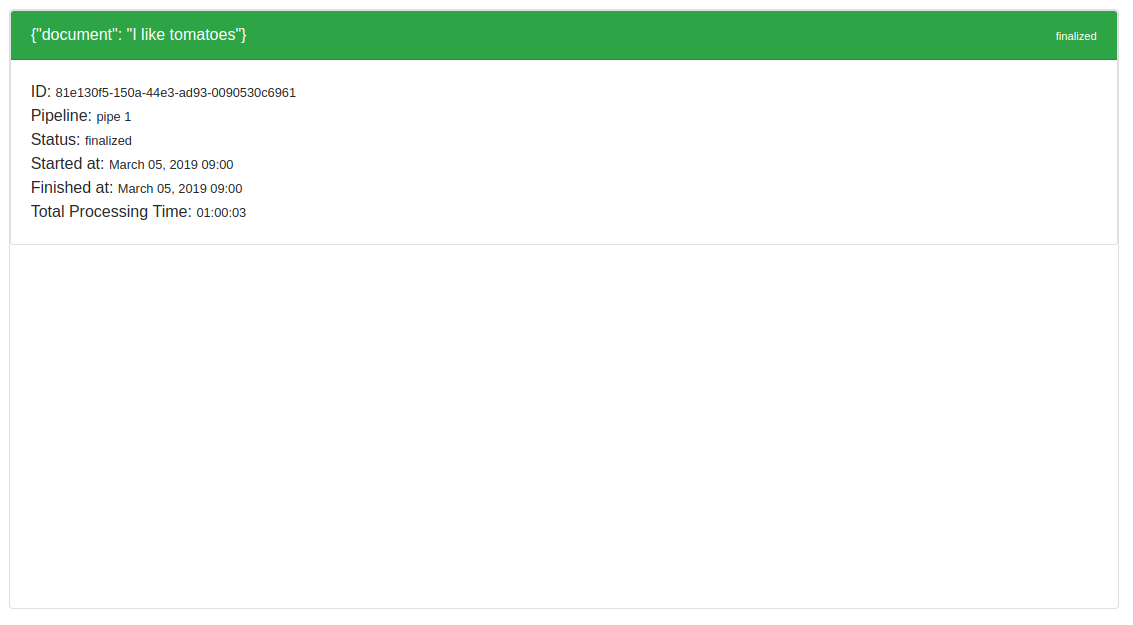 {"document": "I like tomatoes"} finalized
ID: 81e130f5-150a-44e3-ad93-0090530c6961
Pipeline: pipe 1
Status: finalized
Started at: March 05, 2019 09:00
Finished at: March 05, 2019 09:00
Total Processing Time: 01:00:03